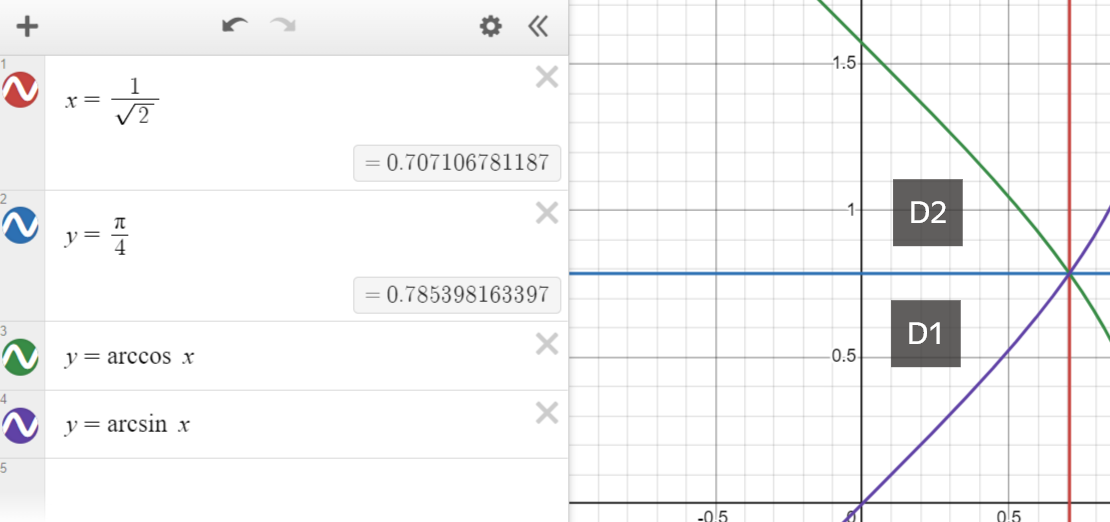 1
x = 1/√2
= 0.707106781187
2
y = π/4
= 0.785398163397
3
y = arccos x
4
y = arcsin x
5
1.5
1
D2
D1
0.5
-0.5 0 0.5